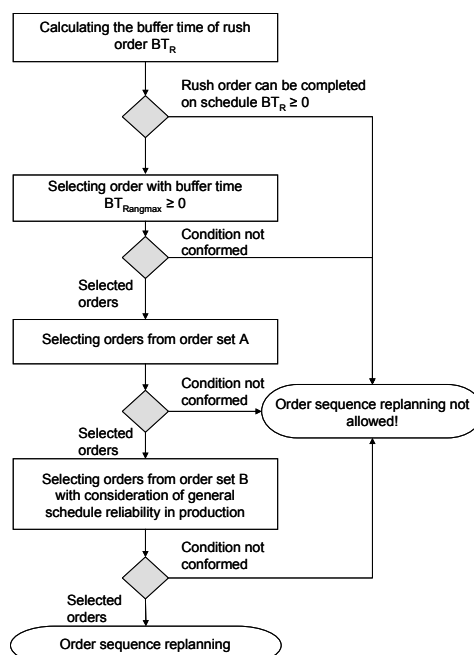 Calculating the buffer time of rush
order BTR
Rush order can be completed
on schedule BTR ≥ 0
Selecting order with buffer time
BTRangmax ≥ 0
Condition not
conformed
Selected
orders
Selecting orders from order set A
Condition not
conformed
Order sequence replanning not
allowed!
Selected
orders
Selecting orders from order set B
with consideration of general
schedule reliability in production
Condition not
conformed
Selected
orders
Order sequence replanning